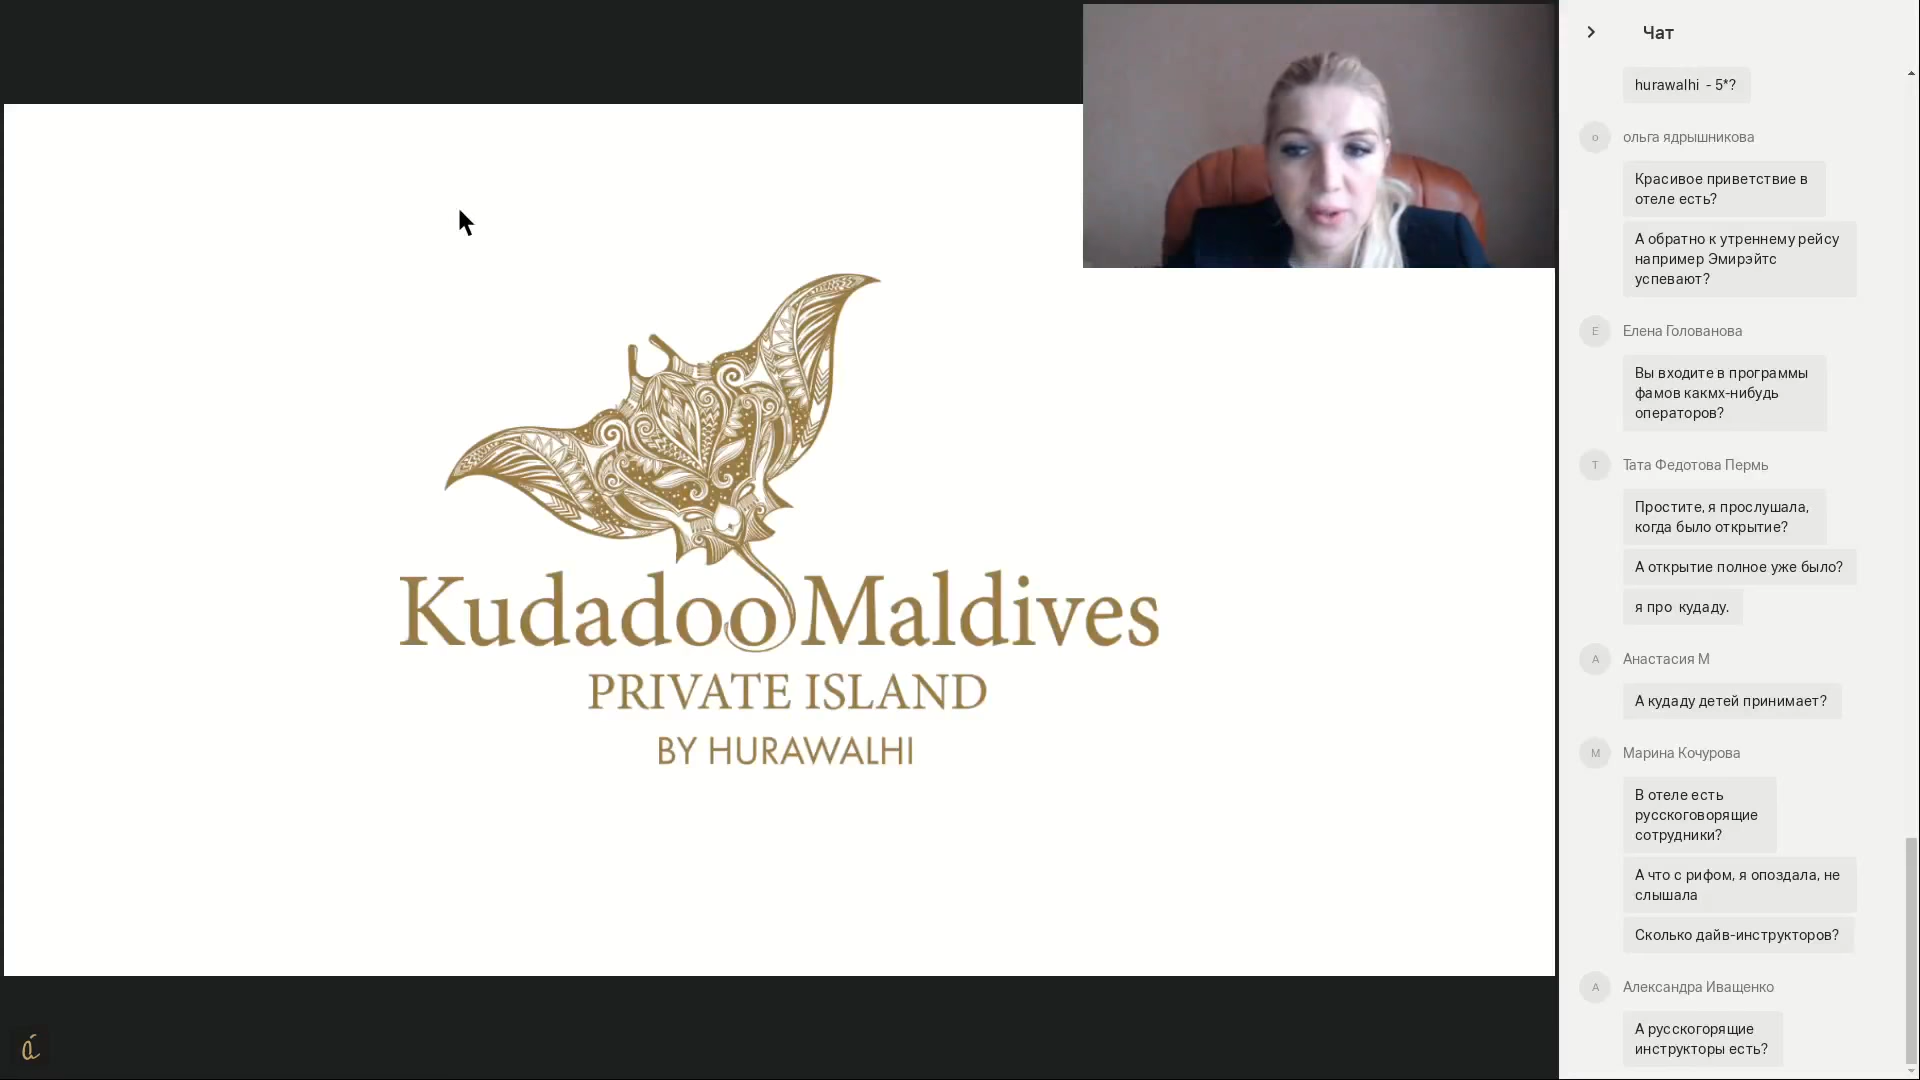 Kudadoo Maldives
PRIVATE ISLAND
BY HURAWALHI
á
Чат
hurawalhi - 5*?
о
ольга ядрышникова
Красивое приветствие в
отеле есть?
А обратно к утреннему рейсу
например Эмирэйтс
успевают?
Е
Елена Голованова
Вы входите в программы
фамов какмх-нибудь
операторов?
Т
Тата Федотова Пермь
Простите, я прослушала,
когда было открытие?
А открытие полное уже было?
я про кудаду.
А
Анастасия М
А кудаду детей принимает?
М
Марина Кочурова
В отеле есть
русскоговорящие
сотрудники?
А что с рифом, я опоздала, не
слышала
Сколько дайв-инструкторов?
А
Александра Иващенко
А русскогорящие
инструкторы есть?